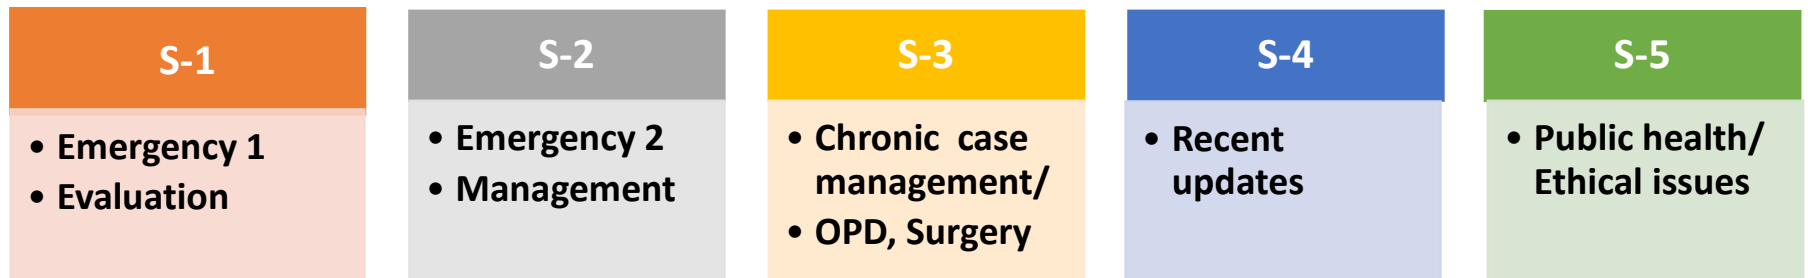 S-1
• Emergency 1
• Evaluation
S-2
• Emergency 2
• Management
S-3
• Chronic case
management/
• OPD, Surgery
S-4
• Recent
updates
S-5
• Public health/
Ethical issues